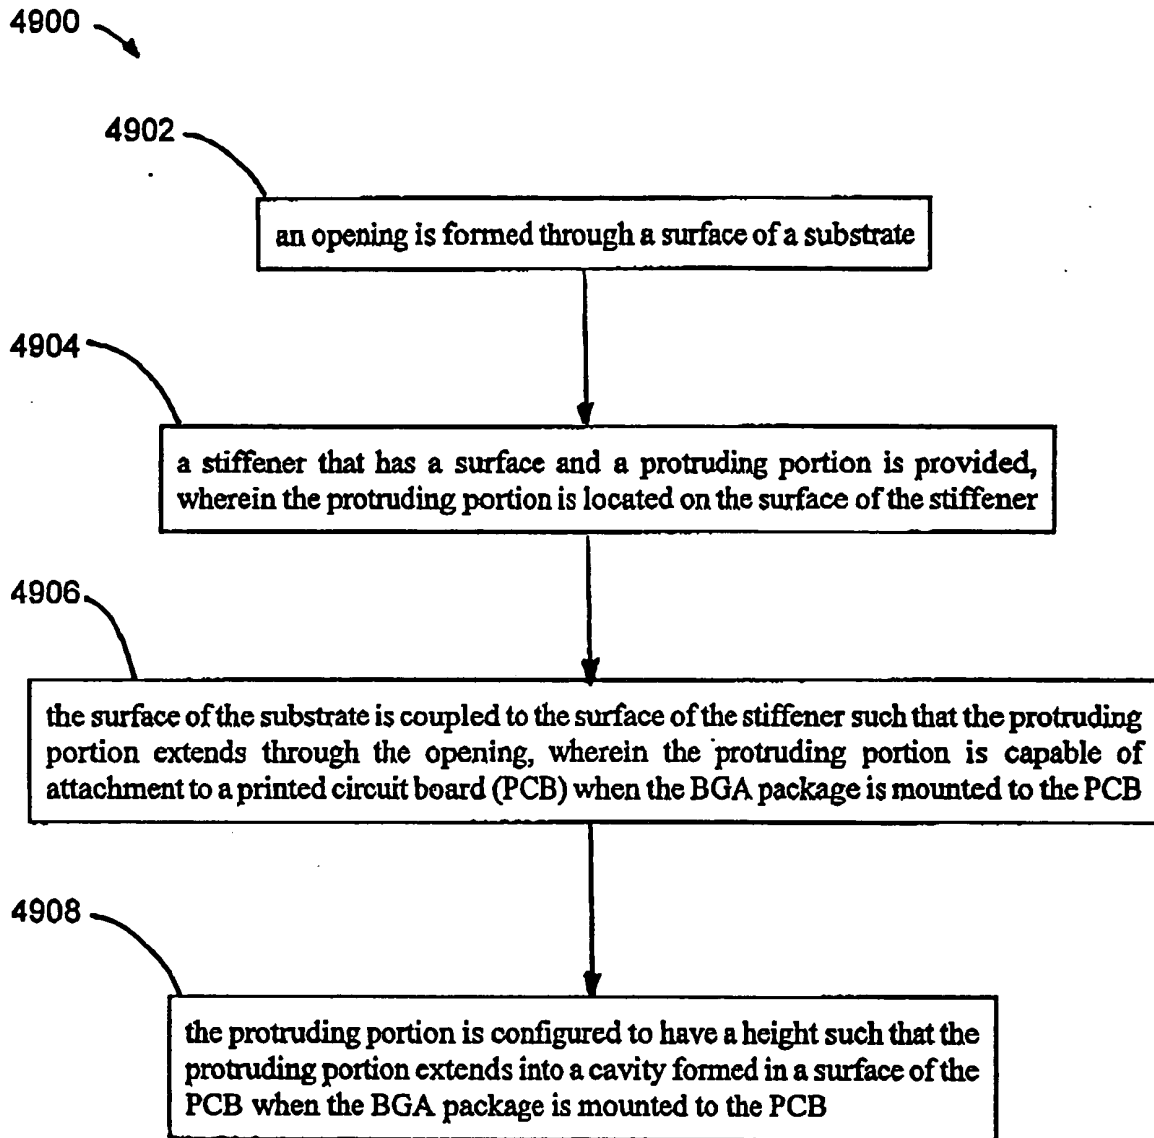 4900
4902
an opening is formed through a surface of a substrate
4904
a stiffener that has a surface and a protruding portion is provided,
wherein the protruding portion is located on the surface of the stiffener
4906
the surface of the substrate is coupled to the surface of the stiffener such that the protruding
portion extends through the opening, wherein the protruding portion is capable of
attachment to a printed circuit board (PCB) when the BGA package is mounted to the PCB
4908
the protruding portion is configured to have a height such that the
protruding portion extends into a cavity formed in a surface of the
PCB when the BGA package is mounted to the PCB